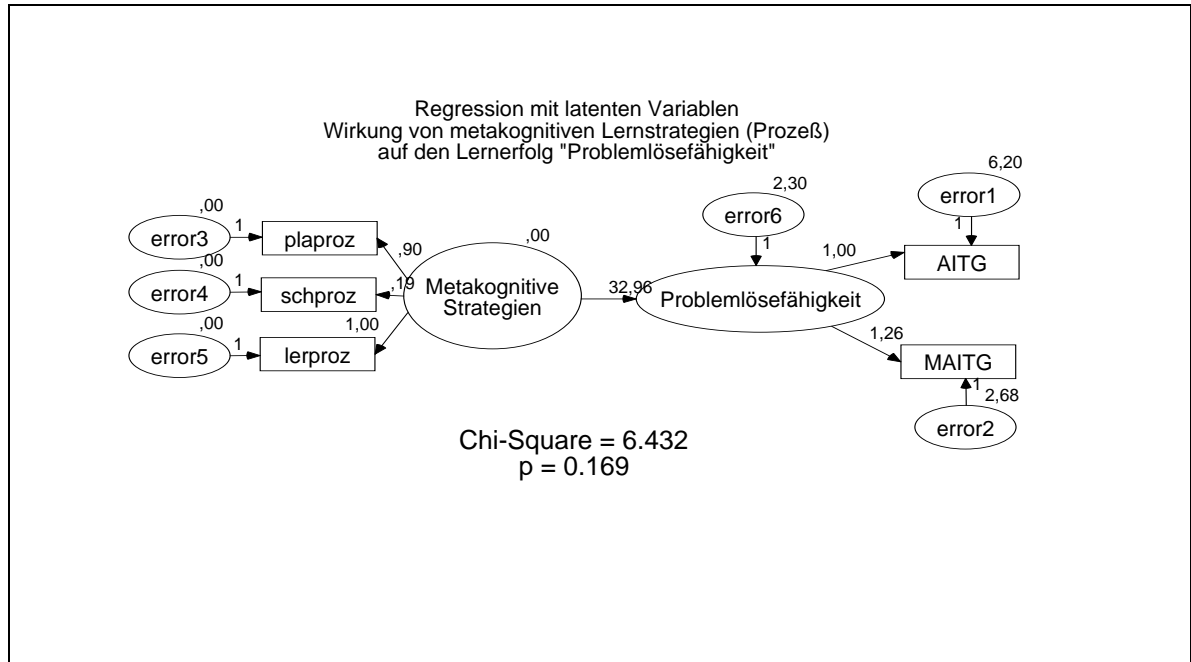 Regression mit latenten Variablen
Wirkung von metakognitiven Lernstrategien (Prozeß)
auf den Lernerfolg "Problemlösefähigkeit"
,00
error3
1
plaproz
,90
,00
error4
1
schproz
,19
,00
error5
1
lerproz
1,00
,00
Metakognitive
Strategien
32,96
2,30
error6
1
Problemlösefähigkeit
6,20
error1
1
1,00
AITG
1,26
MAITG
1
2,68
error2
Chi-Square = 6.432
p = 0.169